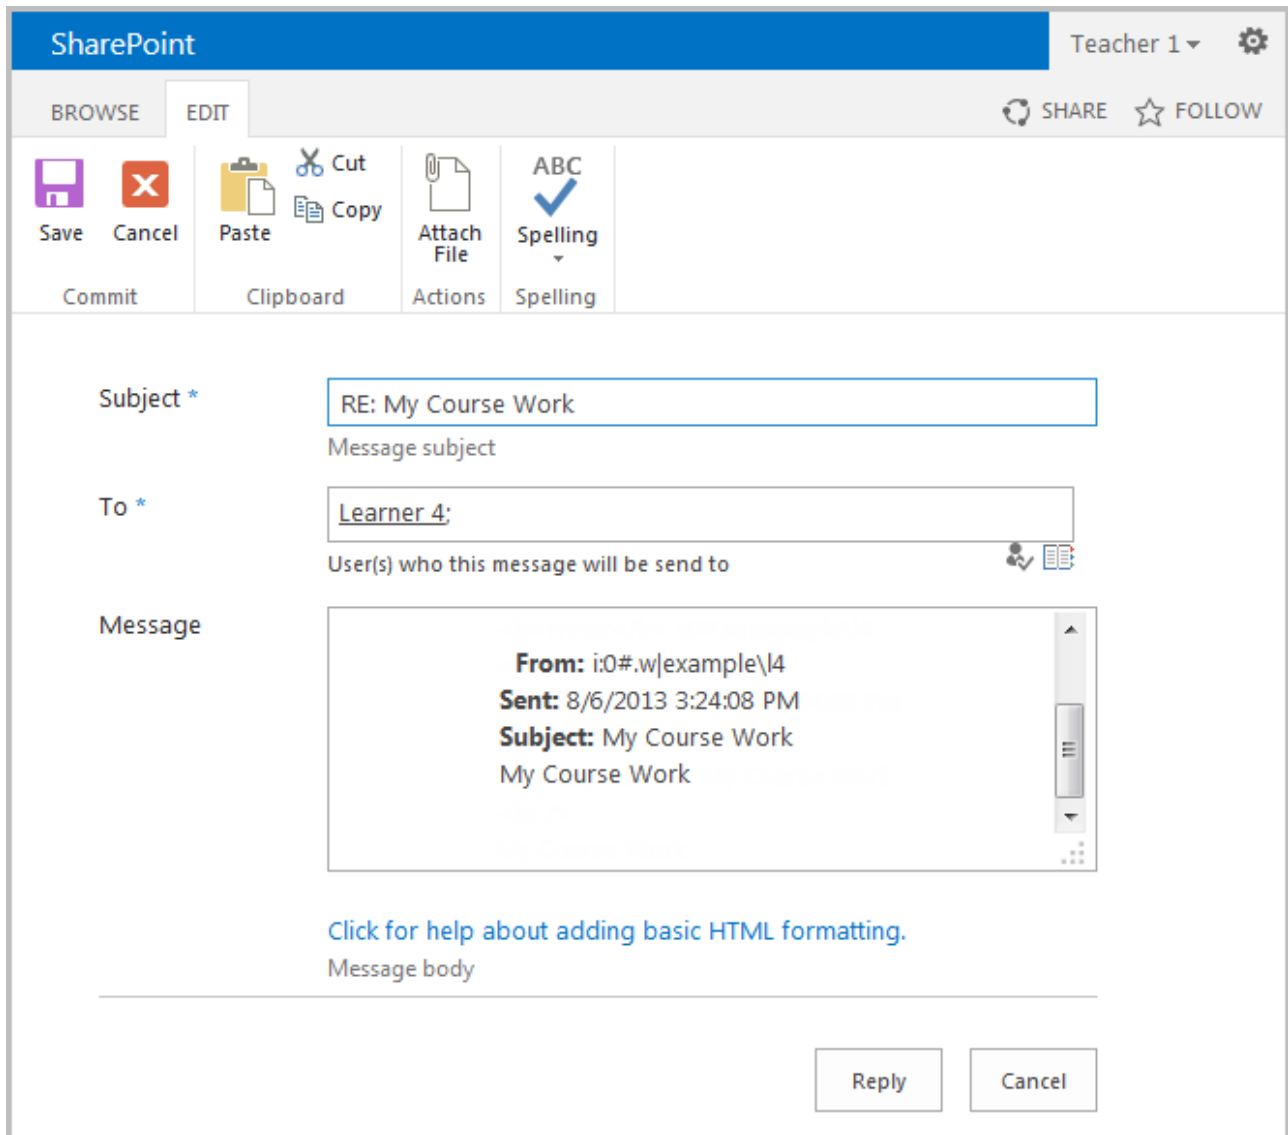 SharePoint
Teacher 1
BROWSE EDIT SHARE FOLLOW
Cut
Copy
ABC
Save Cancel Paste Attach File Spelling
Commit Clipboard Actions Spelling
Subject *
RE: My Course Work
Message subject
To *
Learner 4;
User(s) who this message will be send to
Message
From: i:0#.w|example\l4
Sent: 8/6/2013 3:24:08 PM
Subject: My Course Work
My Course Work
Click for help about adding basic HTML formatting.
Message body
Reply Cancel